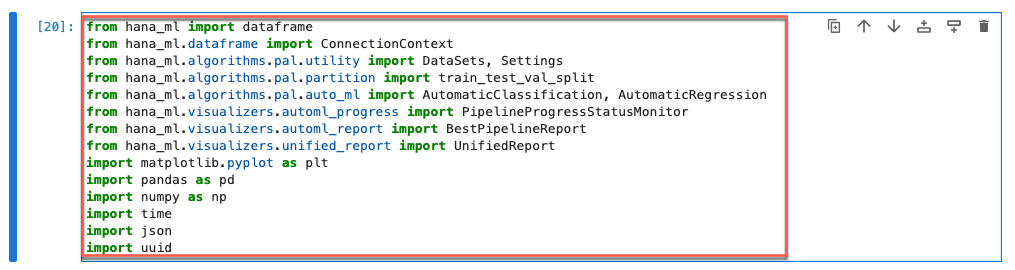 [20]: from hana_ml import dataframe
from hana_ml.dataframe import ConnectionContext
from hana_ml.algorithms.pal.utility import DataSets, Settings
from hana_ml.algorithms.pal.partition import train_test_val_split
from hana_ml.algorithms.pal.auto_ml import AutomaticClassification, AutomaticRegression
from hana_ml.visualizers.automl_progress import PipelineProgressStatusMonitor
from hana_ml.visualizers.automl_report import BestPipelineReport
from hana_ml.visualizers.unified_report import UnifiedReport
import matplotlib.pyplot as plt
import pandas as pd
import numpy as np
import time
import json
import uuid